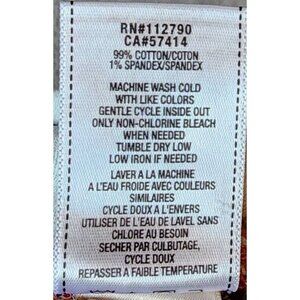 RN#112790
CA#57414
99% COTTON/COTON
1% SPANDEX/SPANDEX
MACHINE WASH COLD
WITH LIKE COLORS
GENTLE CYCLE INSIDE OUT
ONLY NON-CHLORINE BLEACH
WHEN NEEDED
TUMBLE DRY LOW
LOW IRON IF NEEDED
LAVER A LA MACHINE
A L'EAU FROIDE AVEC COULEURS
SIMILAIRES
CYCLE DOUX A L'ENVERS
UTILISER DE L'EAU DE LAVEL SANS
CHLORE AU BESOIN
SECHER PAR CULBUTAGE,
CYCLE DOUX
REPASSER A FAIBLE TEMPERATURE